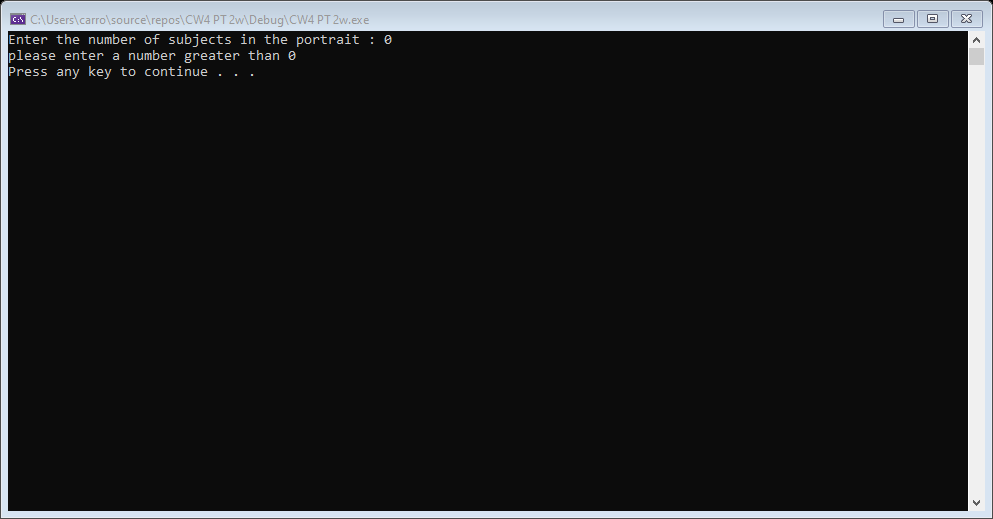 C:\Users\carro\source\repos\CW4 PT 2w\Debug\CW4 PT 2w.exe
Enter the number of subjects in the portrait : 0
please enter a number greater than 0
Press any key to continue . . .